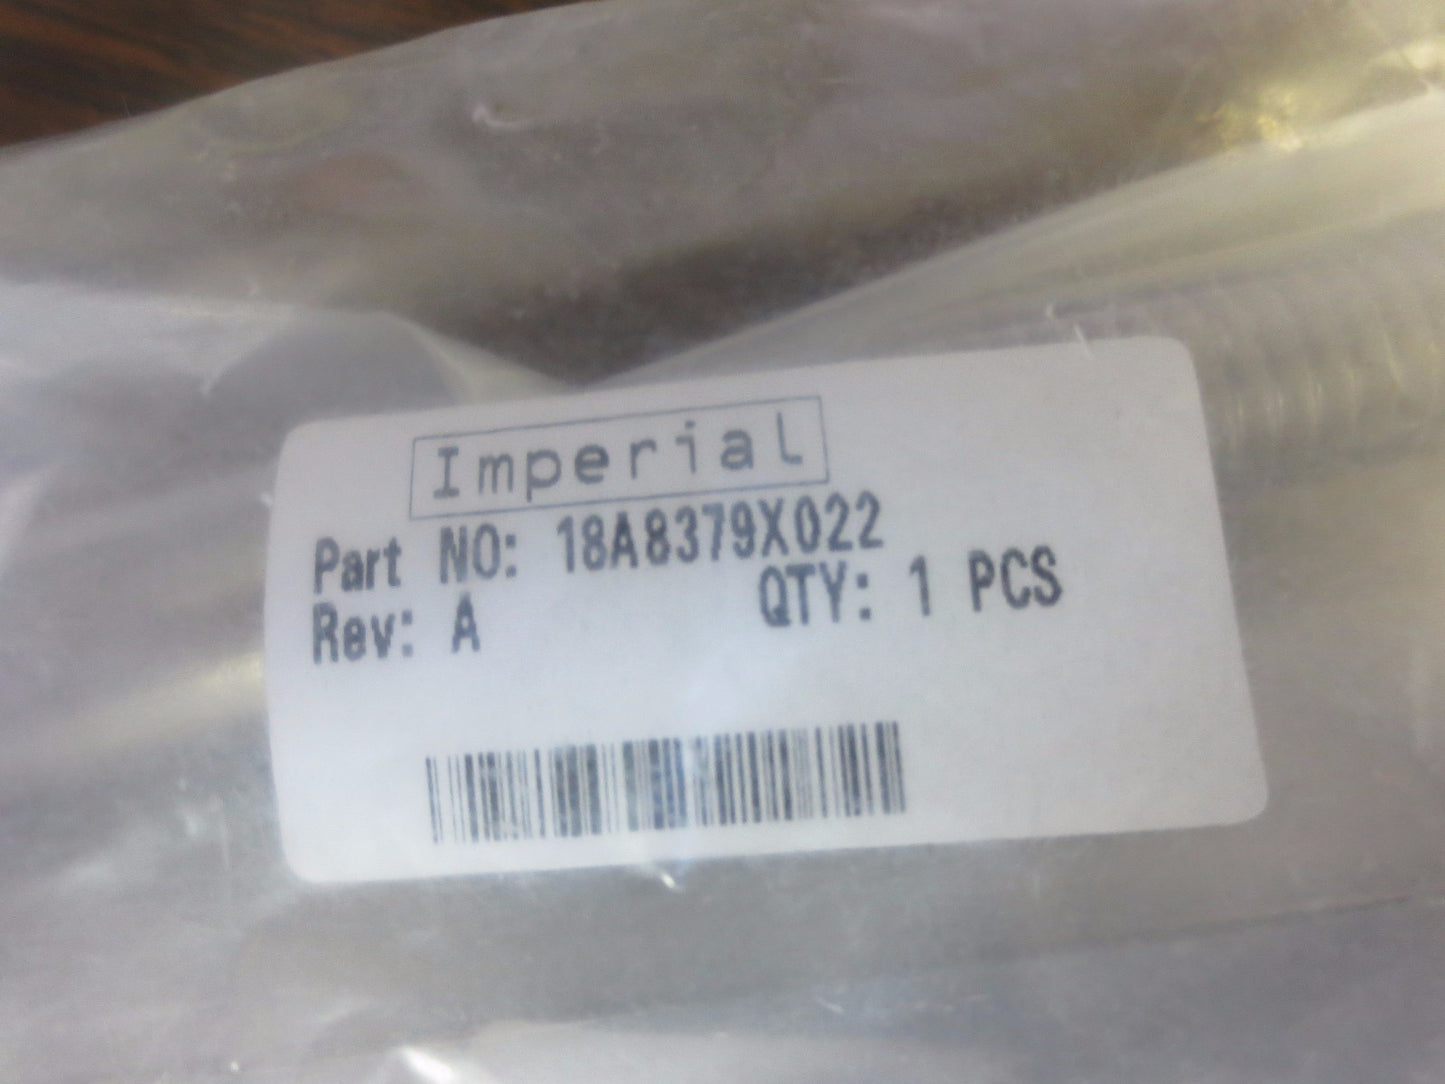 Imperial
Part NO: 18A8379X022
Rev: A QTY: 1 PCS